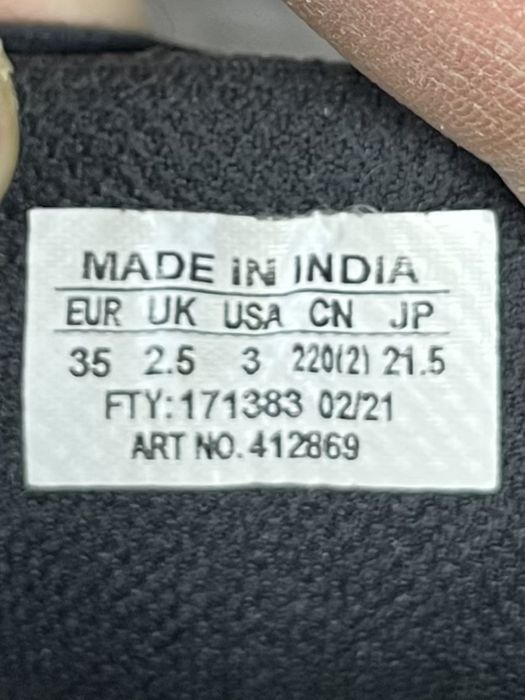 MADE IN INDIA
EUR UK USA CN JP
35 2.5 3 220(2) 21.5
FTY:171383 02/21
ART NO.412869